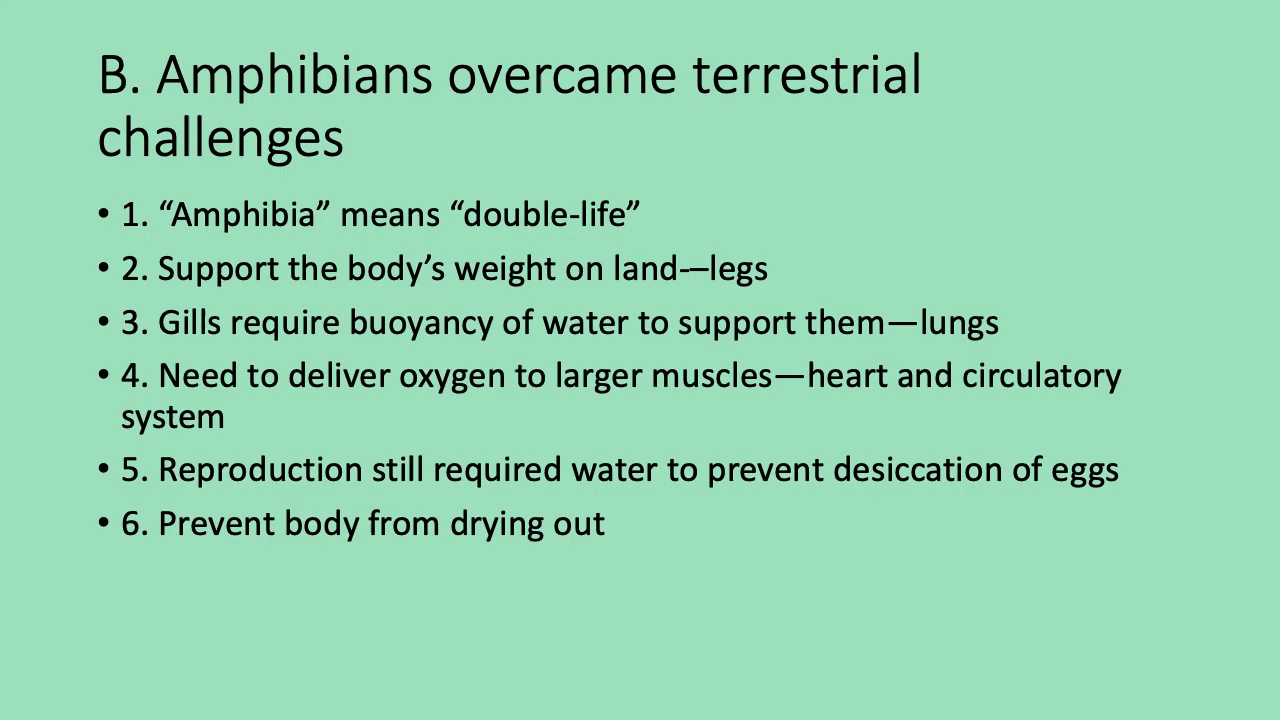 B. Amphibians overcame terrestrial
challenges
• 1. “Amphibia” means “double-life”
• 2. Support the body’s weight on land-–legs
• 3. Gills require buoyancy of water to support them—lungs
• 4. Need to deliver oxygen to larger muscles—heart and circulatory
system
• 5. Reproduction still required water to prevent desiccation of eggs
• 6. Prevent body from drying out